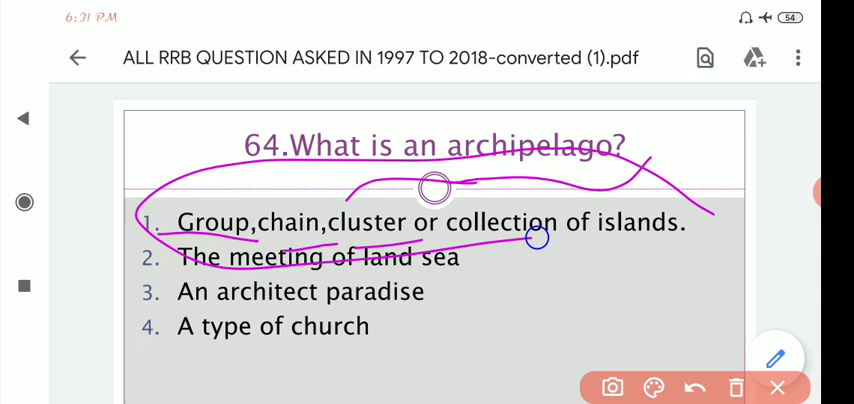 6:31 PM
54
ALL RRB QUESTION ASKED IN 1997 TO 2018-converted (1).pdf
64.What is an archipelago?
1. Group,chain,cluster or collection of islands.
2. The meeting of land sea
3. An architect paradise
4. A type of church